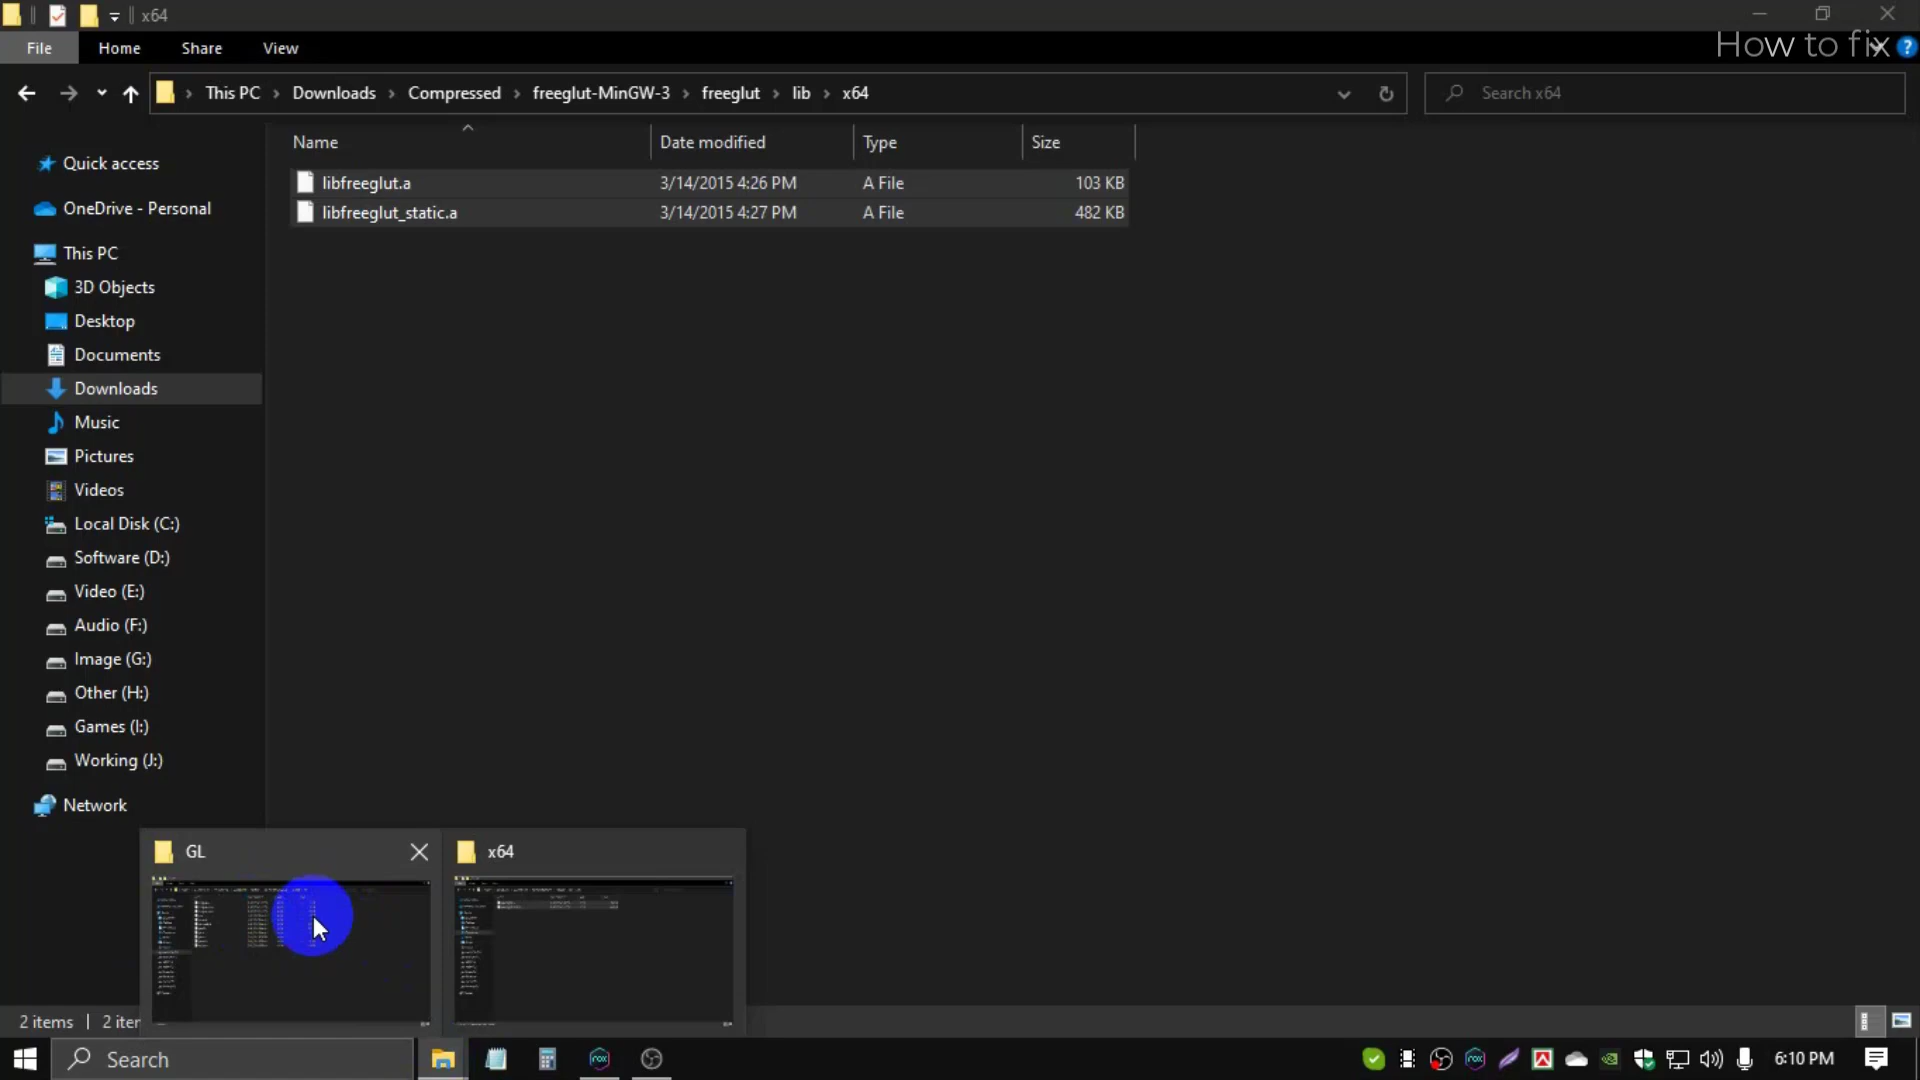 x64
File Home Share View
How to fix
This PC Downloads Compressed freeglut-MinGW-3 freeglut lib x64
Search x64
Name Date modified Type Size
libfreeglut.a 3/14/2015 4:26 PM A File 103 KB
libfreeglut_static.a 3/14/2015 4:27 PM A File 482 KB
Quick access
OneDrive - Personal
This PC
3D Objects
Desktop
Documents
Downloads
Music
Pictures
Videos
Local Disk (C:)
Software (D:)
Video (E:)
Audio (F:)
Image (G:)
Other (H:)
Games (I:)
Working (J:)
Network
GL x64
2 items 2 iter
Search
6:10 PM